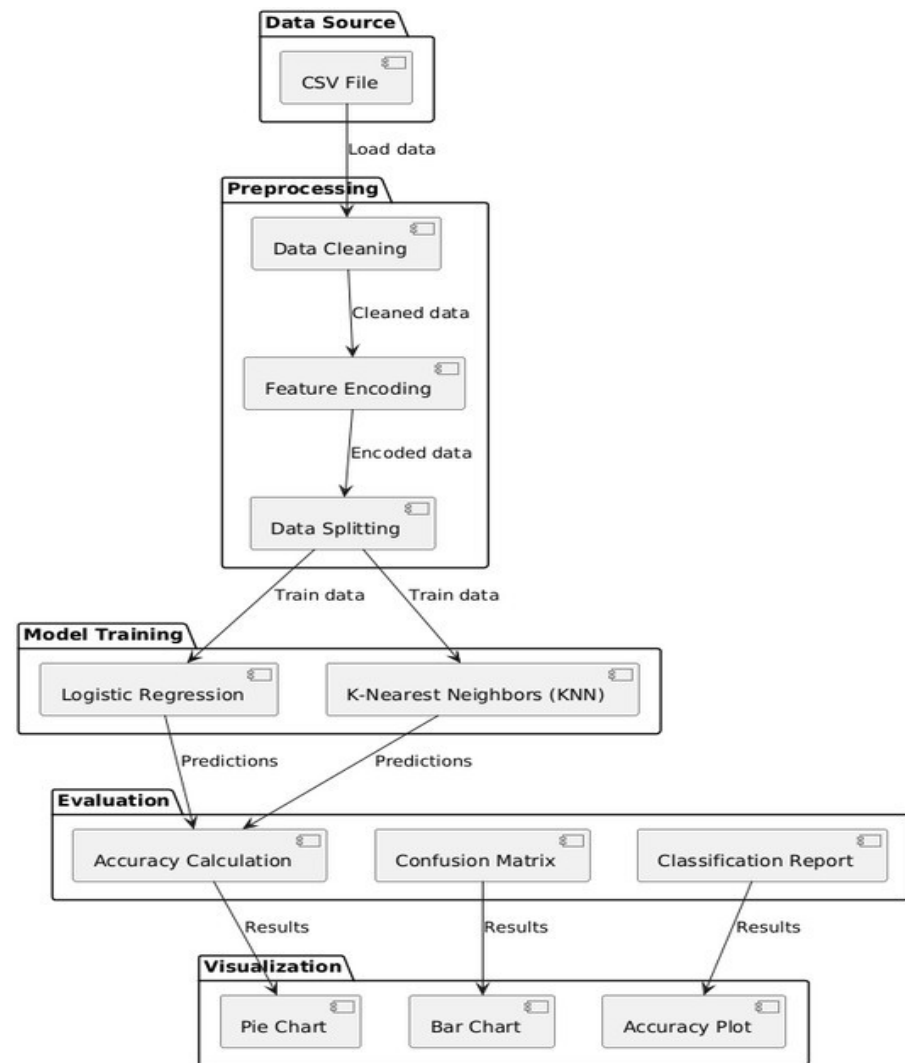 Data Source
CSV File
Load data
Preprocessing
Data Cleaning
Cleaned data
Feature Encoding
Encoded data
Data Splitting
Train data
Train data
Model Training
Logistic Regression
K-Nearest Neighbors (KNN)
Predictions
Predictions
Evaluation
Accuracy Calculation
Confusion Matrix
Classification Report
Results
Results
Results
Visualization
Pie Chart
Bar Chart
Accuracy Plot